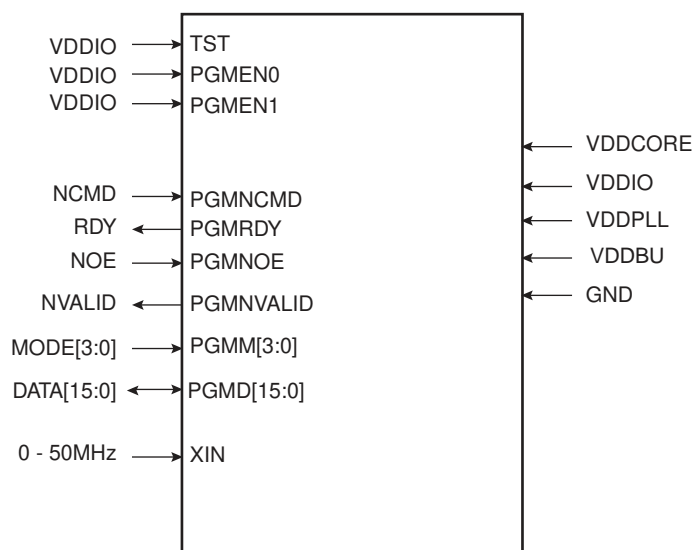 VDDIO TST
VDDIO PGMEN0
VDDIO PGMEN1
VDDCORE
VDDIO
NCMD PGMNCMD
VDDPLL
RDY PGMRDY
VDDBU
NOE PGMNOE
GND
NVALID PGMNVALID
MODE[3:0] PGMM[3:0]
DATA[15:0] PGMD[15:0]
0 - 50MHz XIN